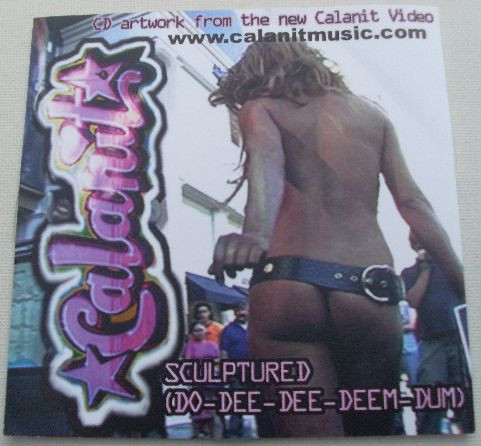 CD artwork from the new Calanit Video
www.calanitmusic.com
Calanit
SCULPTURED
(DO-DEE-DEE-DEEM-DUM)